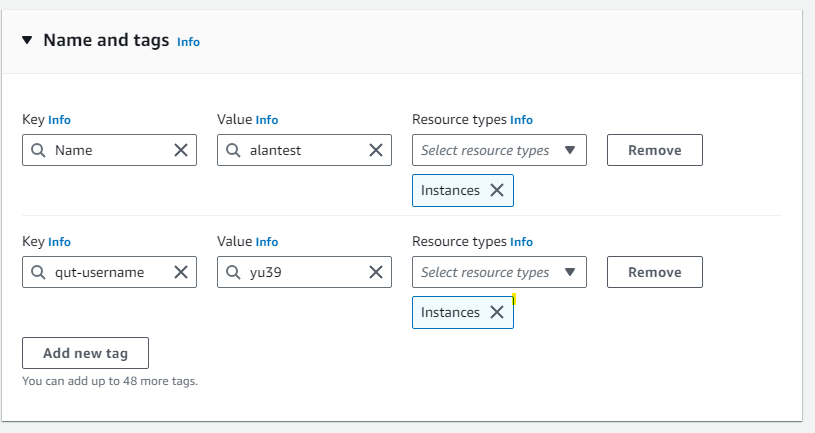 Name and tags Info
Key Info Value Info Resource types Info
Name alantest Select resource types Remove
Instances
Key Info Value Info Resource types Info
qut-username yu39 Select resource types Remove
Instances
Add new tag
You can add up to 48 more tags.